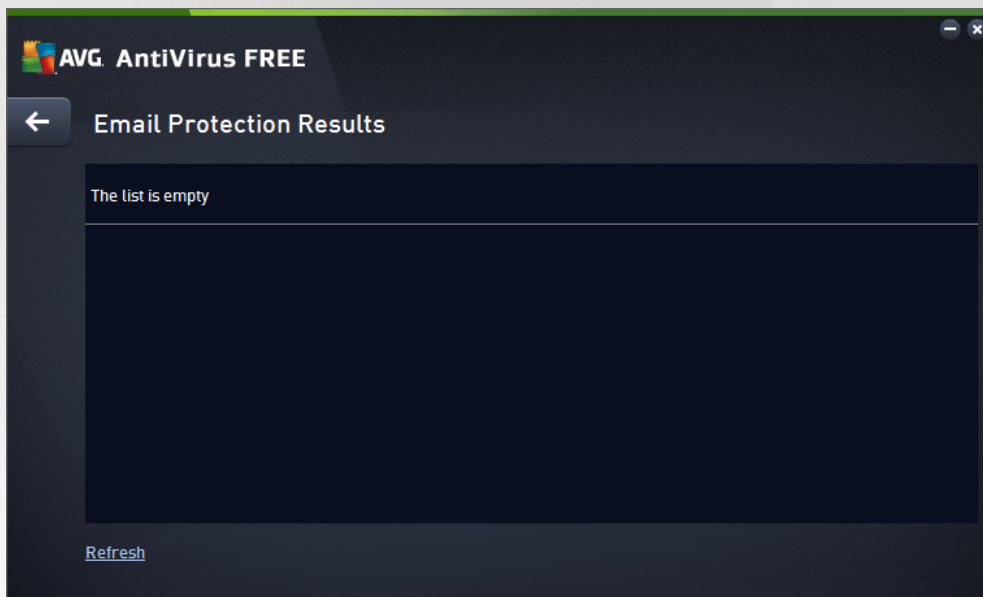 AVG. AntiVirus FREE
Email Protection Results
The list is empty
Refresh